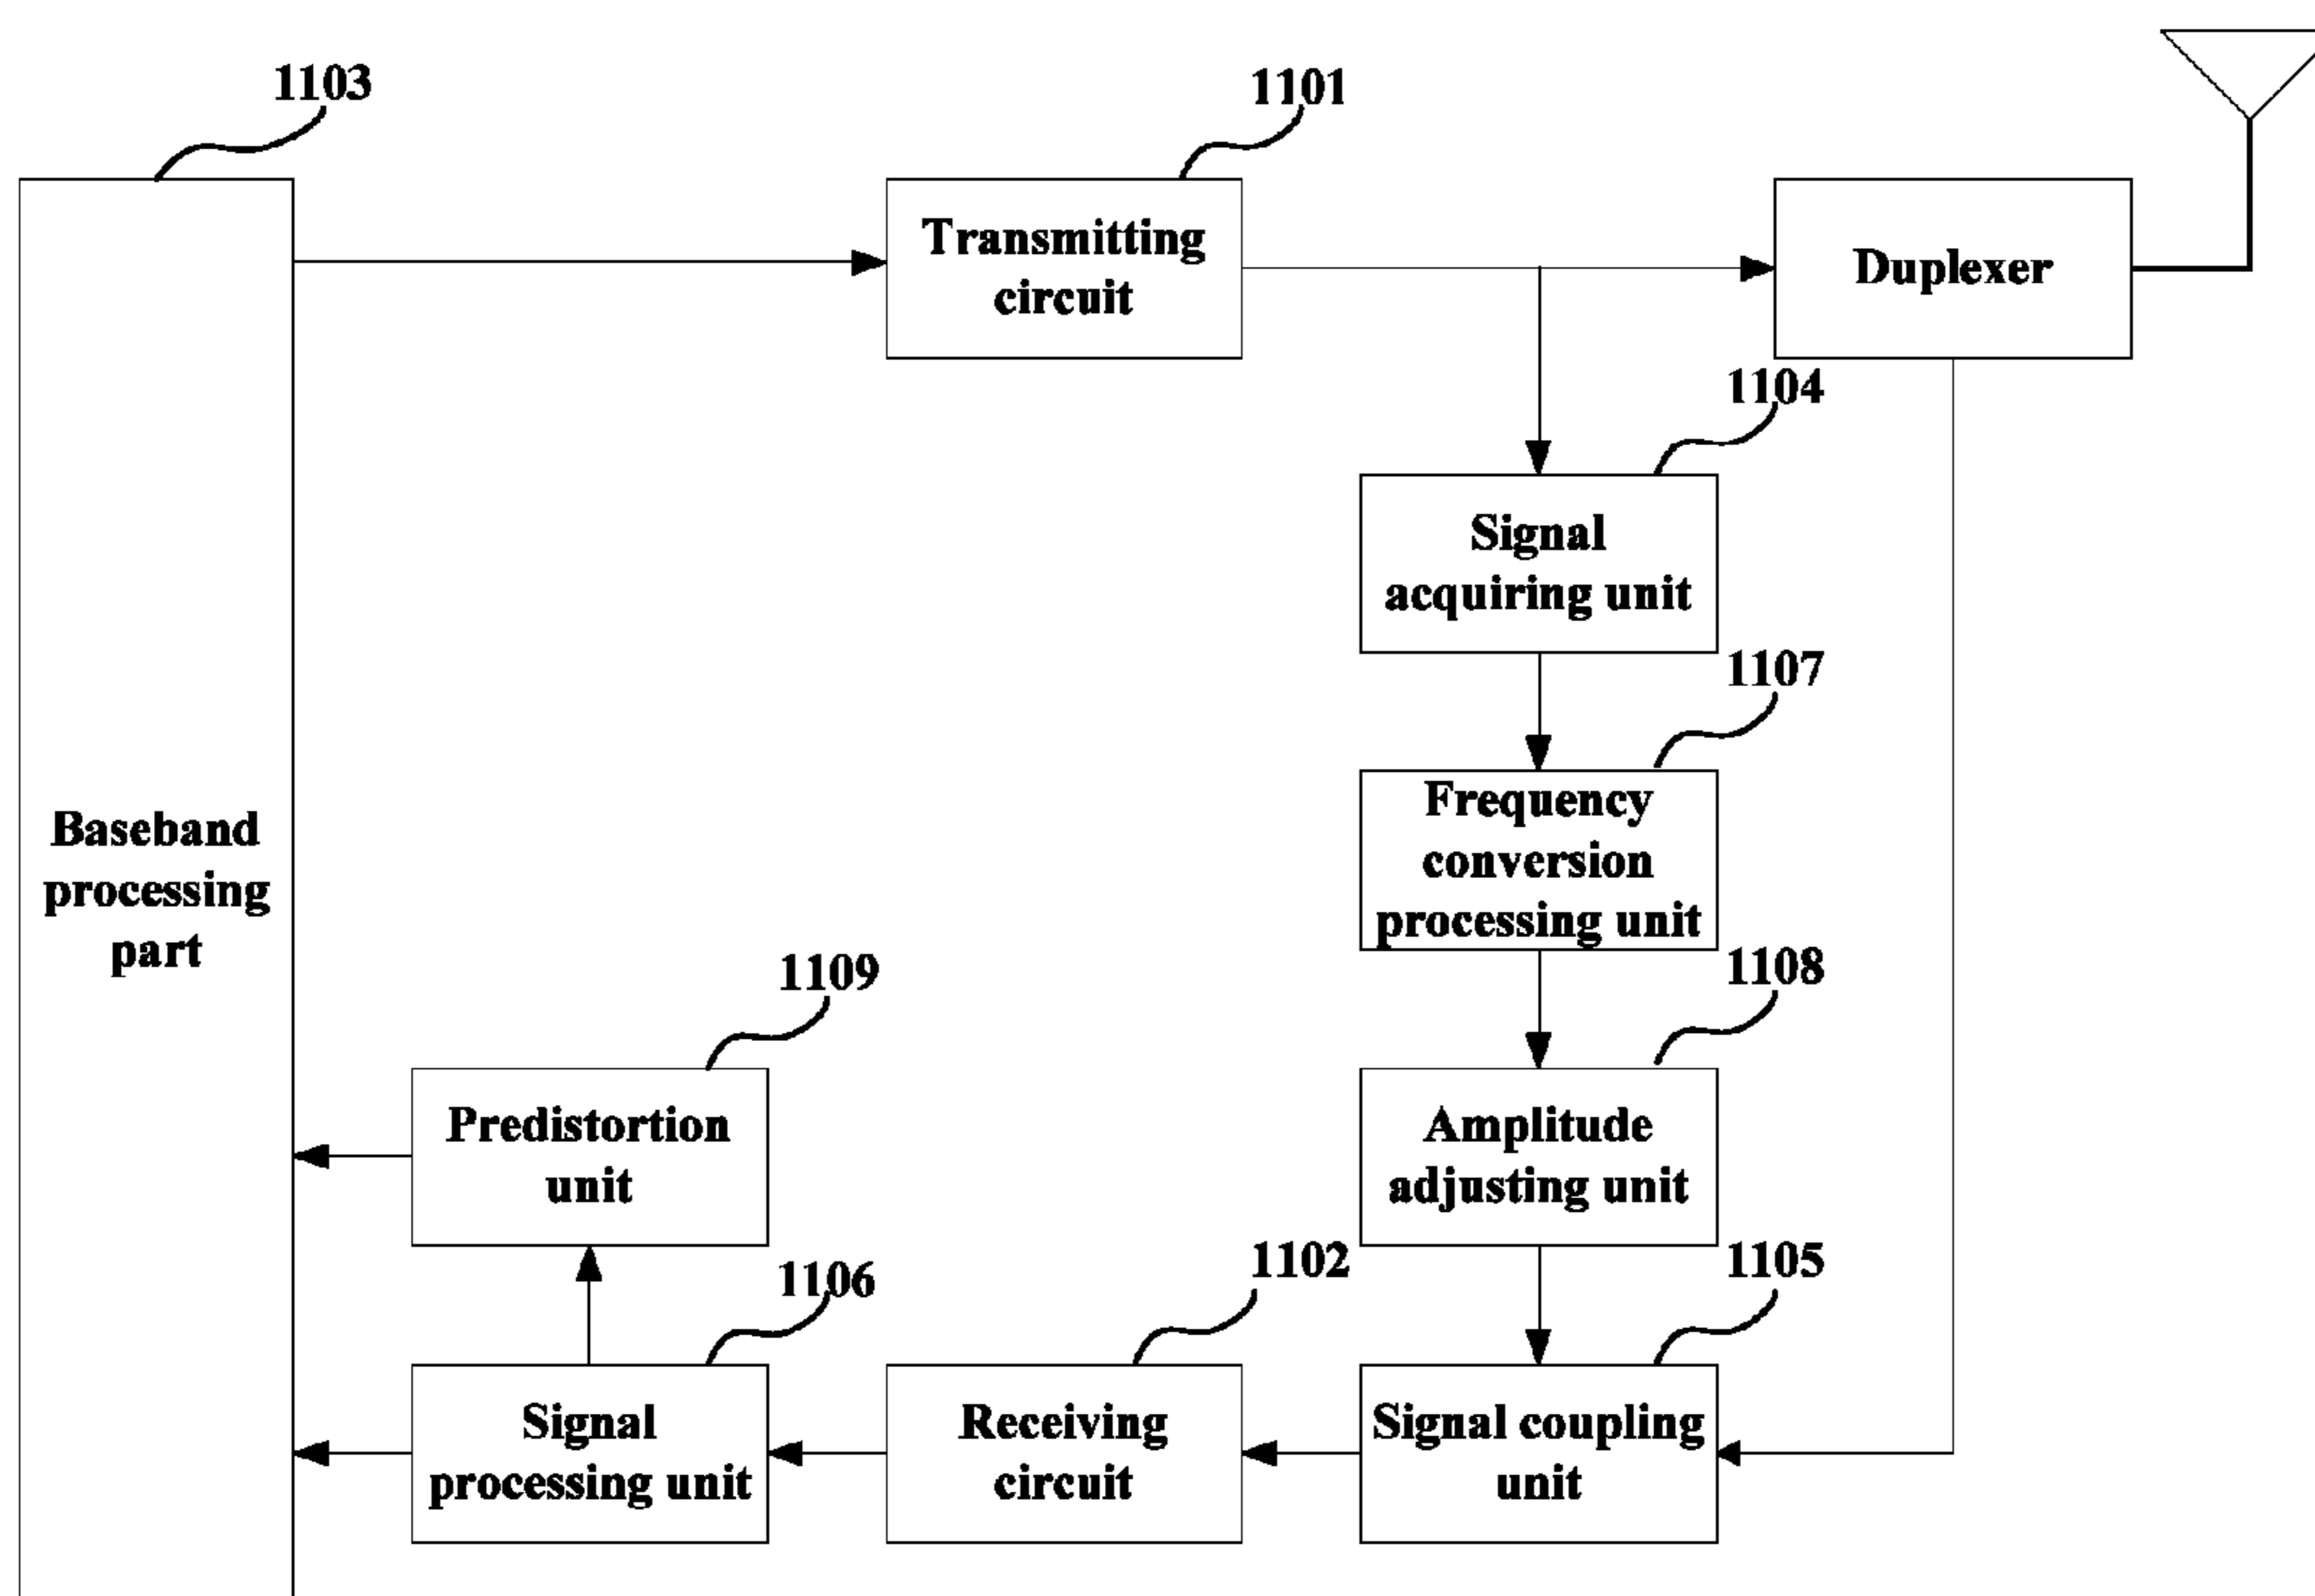 1103
1101
Transmitting
circuit
Duplexer
1104
Signal
acquiring unit
1107
Frequency
conversion
processing unit
Baseband
processing
part
1109
1108
Predistortion
unit
Amplitude
adjusting unit
1106
1102
1105
Signal
processing unit
Receiving
circuit
Signal coupling
unit